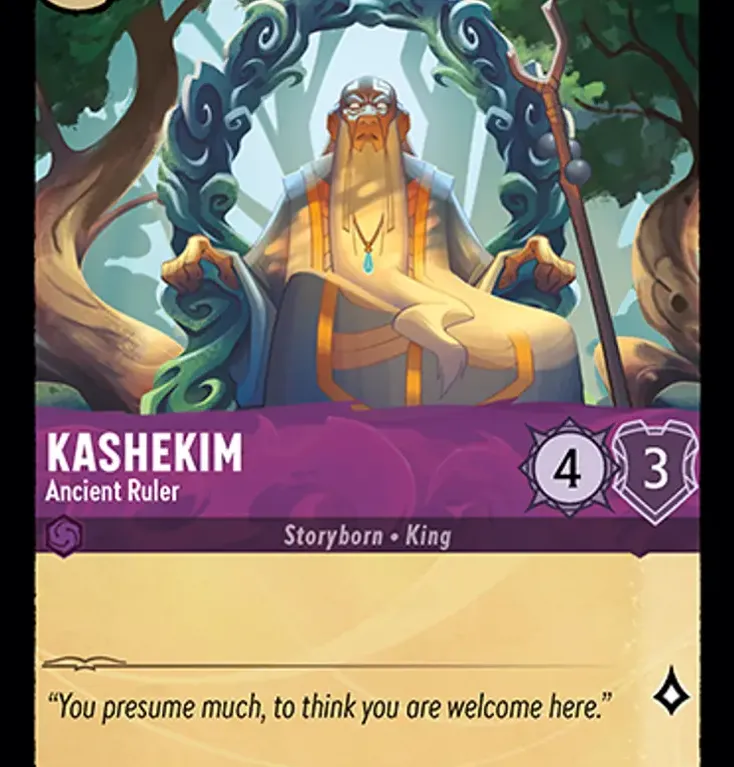 KASHEKIM
4
3
Ancient Ruler
Storyborn • King
“You presume much, to think you are welcome here.”